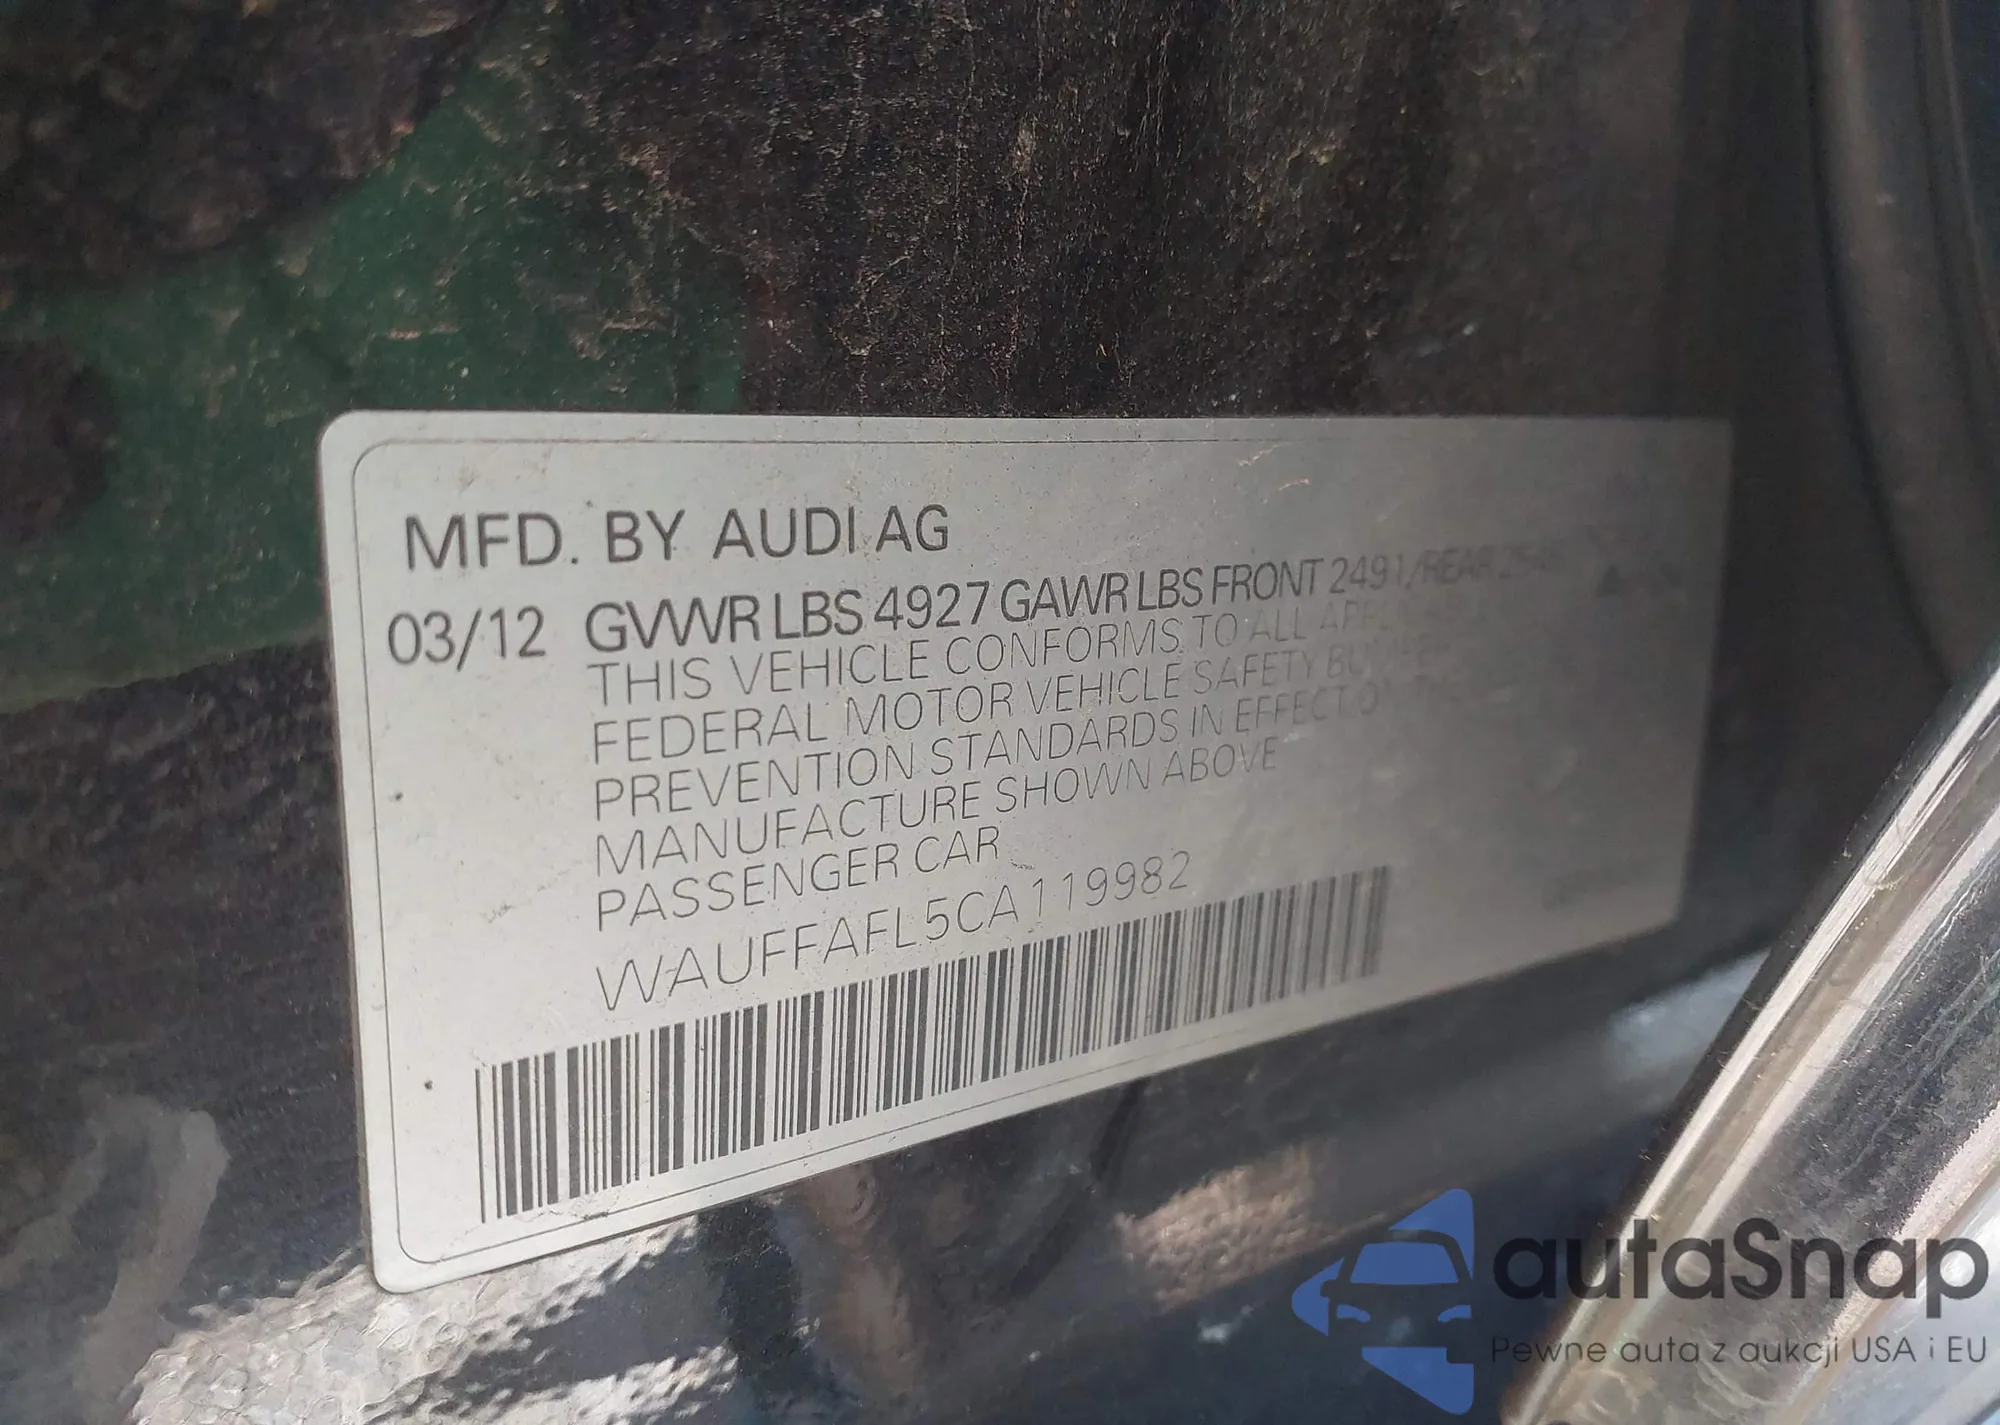 MFD. BY AUDI AG
03/12 GVWR LBS 4927 GAWR LBS FRONT 2491/REAR
THIS VEHICLE CONFORMS TO ALL
FEDERAL MOTOR VEHICLE SAFETY
PREVENTION STANDARDS IN EFFECT ON THE
MANUFACTURE SHOWN ABOVE
PASSENGER CAR
WAUFFAFL5CA119982
autaSnap
Pewne auta z aukcji USA i EU